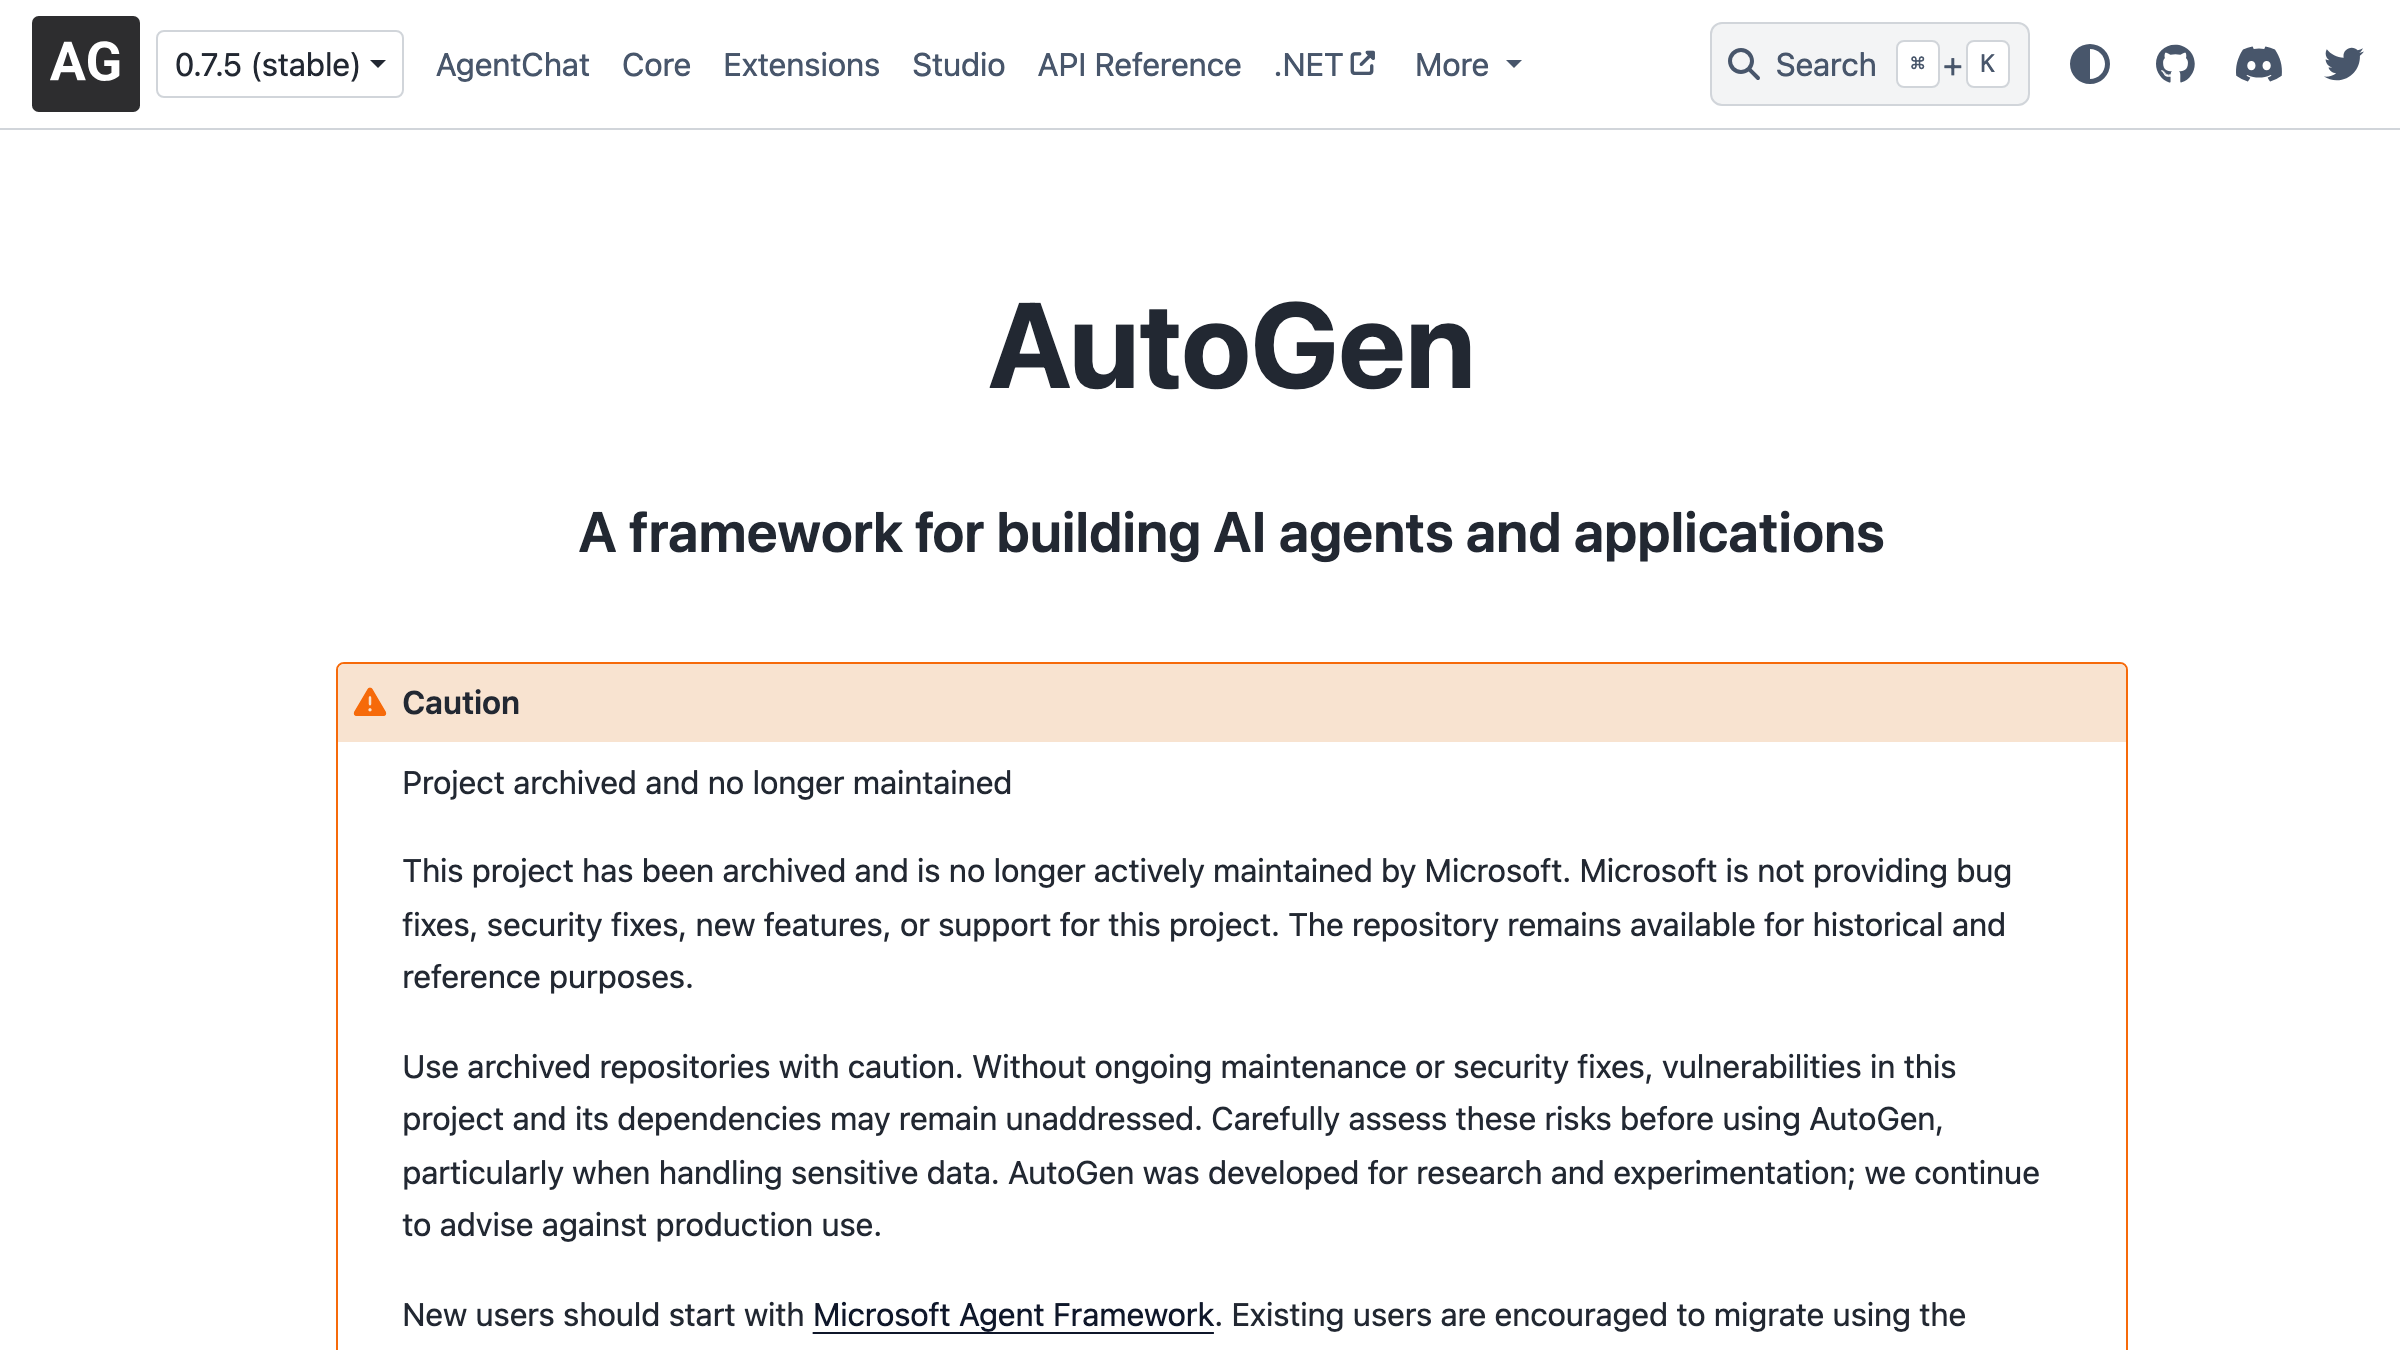 AG 0.7.5 (stable) AgentChat Core Extensions Studio API Reference .NET More Search ⌘ + K
AutoGen
A framework for building AI agents and applications
Caution
Project archived and no longer maintained
This project has been archived and is no longer actively maintained by Microsoft. Microsoft is not providing bug
fixes, security fixes, new features, or support for this project. The repository remains available for historical and
reference purposes.
Use archived repositories with caution. Without ongoing maintenance or security fixes, vulnerabilities in this
project and its dependencies may remain unaddressed. Carefully assess these risks before using AutoGen,
particularly when handling sensitive data. AutoGen was developed for research and experimentation; we continue
to advise against production use.
New users should start with Microsoft Agent Framework. Existing users are encouraged to migrate using the